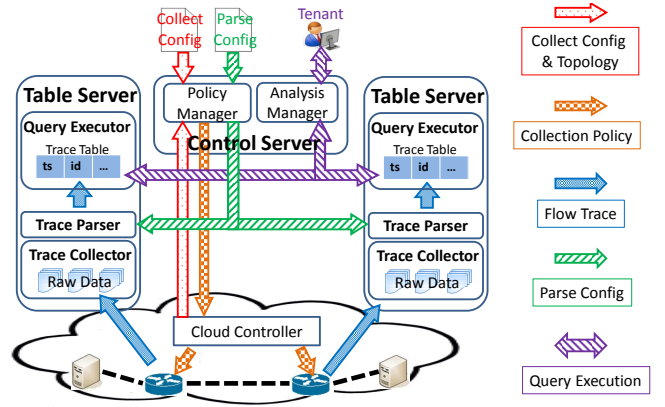 Collect
Config
Parse
Config
Tenant
Policy
Manager
Analysis
Manager
Control Server
Table Server
Query Executor
Trace Table
ts id ...
Trace Parser
Trace Collector
Raw Data
Table Server
Query Executor
Trace Table
ts id ...
Trace Parser
Trace Collector
Raw Data
Cloud Controller
Collect Config
& Topology
Collection Policy
Flow Trace
Parse Config
Query Execution